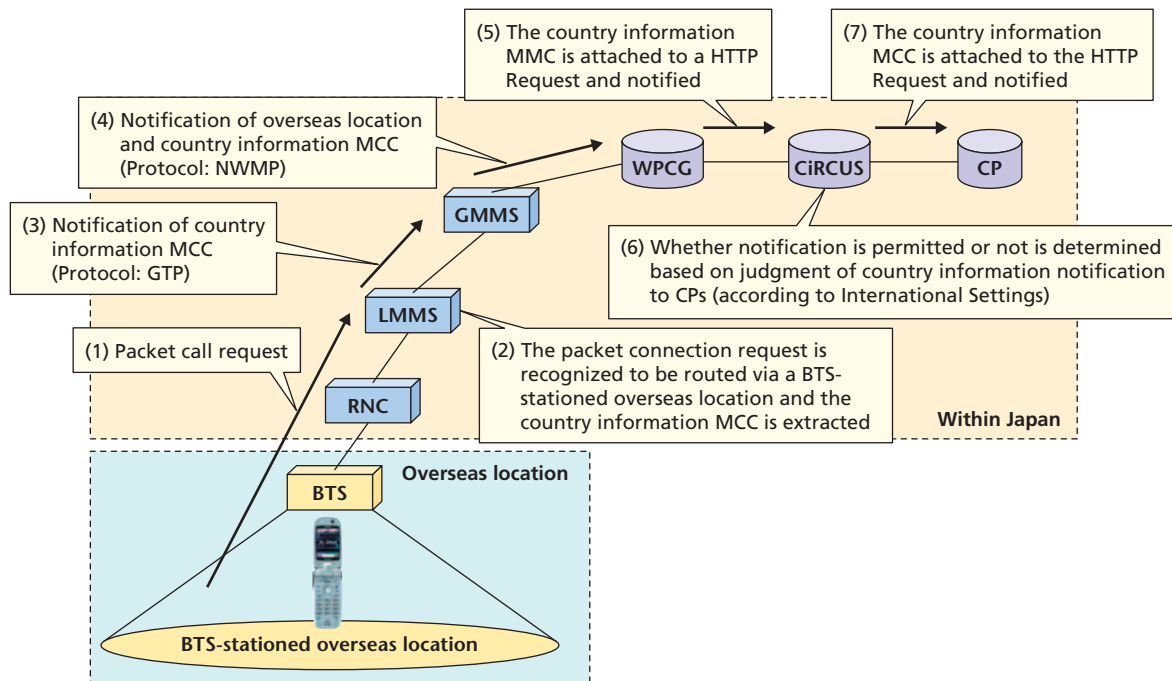 (5) The country information
MMC is attached to a HTTP
Request and notified
(7) The country information
MCC is attached to the HTTP
Request and notified
(4) Notification of overseas location
and country information MCC
(Protocol: NWMP)
WPCG
CiRCUS
CP
(3) Notification of country
information MCC
(Protocol: GTP)
GMMS
(6) Whether notification is permitted or not is determined
based on judgment of country information notification
to CPs (according to International Settings)
LMMS
(1) Packet call request
(2) The packet connection request is
recognized to be routed via a BTS-
stationed overseas location and the
country information MCC is extracted
RNC
Within Japan
Overseas location
BTS
BTS-stationed overseas location